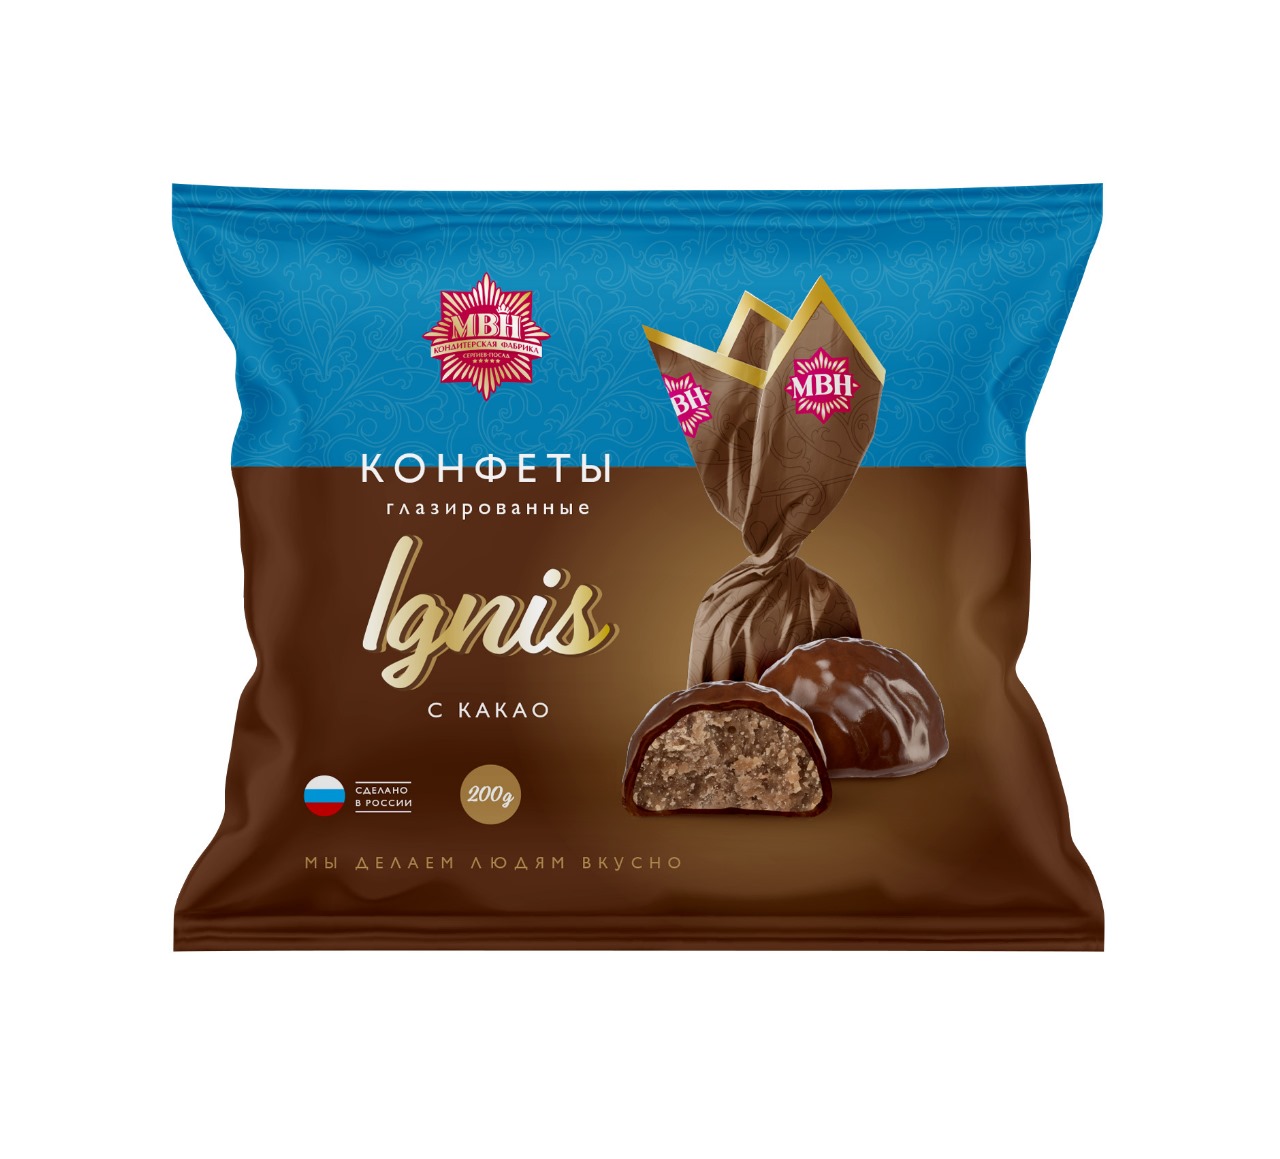 МВН
КОНДИТЕРСКАЯ ФАБРИКА
СЕРГИЕВ-ПОСАД
МВН
МВН
КОНФЕТЫ
глазированные
Ignis
С КАКАО
СДЕЛАНО
В РОССИИ
200g
МЫ ДЕЛАЕМ ЛЮДЯМ ВКУСНО